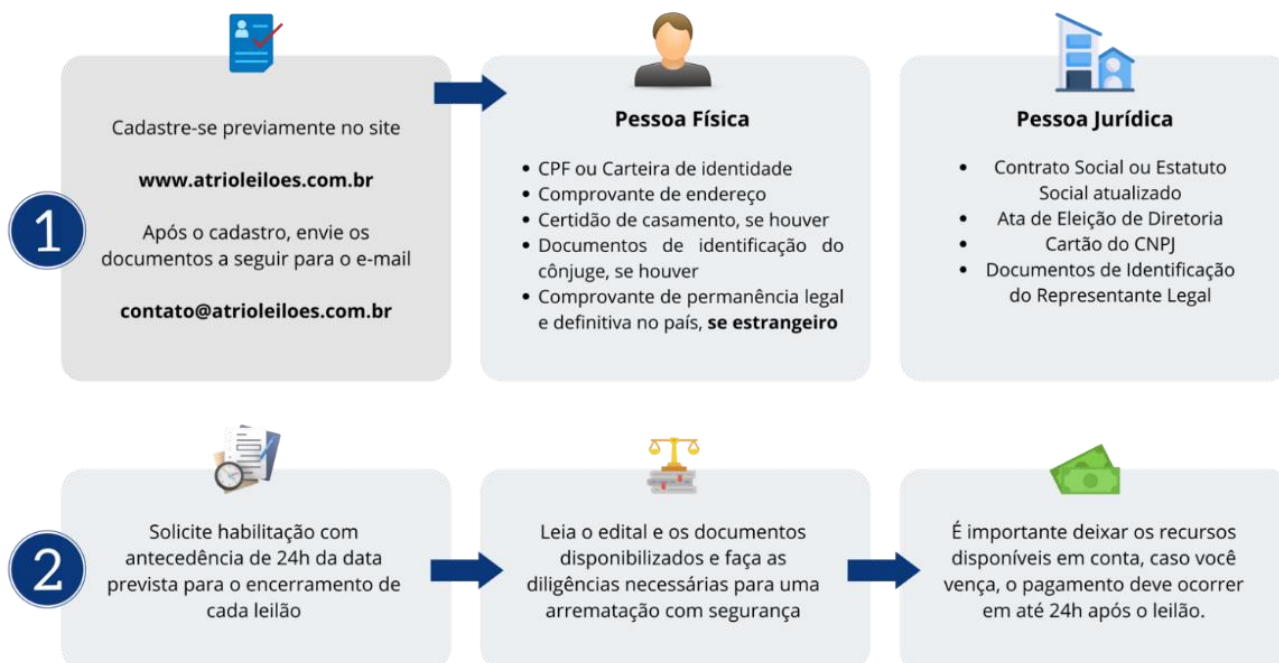 Cadastre-se previamente no site
www.atrioleiloes.com.br
Após o cadastro, envie os
documentos a seguir para o e-mail
contato@atrioleiloes.com.br
1
Pessoa Física
• CPF ou Carteira de identidade
• Comprovante de endereço
• Certidão de casamento, se houver
• Documentos de identificação do
cônjuge, se houver
• Comprovante de permanência legal
e definitiva no país, se estrangeiro
Pessoa Jurídica
• Contrato Social ou Estatuto
Social atualizado
• Ata de Eleição de Diretoria
• Cartão do CNPJ
• Documentos de Identificação
do Representante Legal
2
Solicite habilitação com
antecedência de 24h da data
prevista para o encerramento de
cada leilão
Leia o edital e os documentos
disponibilizados e faça as
diligências necessárias para uma
arrematação com segurança
É importante deixar os recursos
disponíveis em conta, caso você
vença, o pagamento deve ocorrer
em até 24h após o leilão.